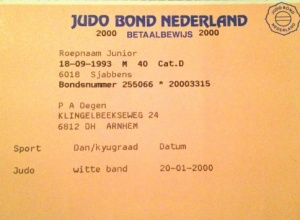 JUDO BOND NEDERLAND
2000 BETAALBEWIJS 2000
Roepnaam Junior
18-09-1993 M 40 Cat.D
6018 Sjabbens
Bondsnummer 255066 * 20003315
P A Degen
KLINGELBEEKSEWEG 24
6812 DH ARNHEM
Sport Dan/kyugraad Datum
Judo witte band 20-01-2000